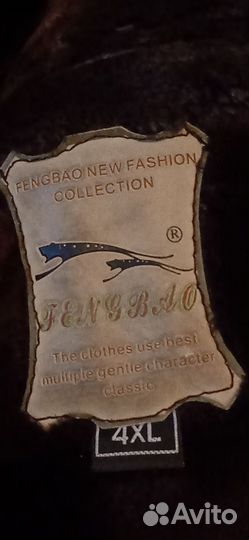 FENGBAO NEW FASHION
COLLECTION
®
FENGBAO
The clothes use best
multiple gentle character
classic
4XL
Avito